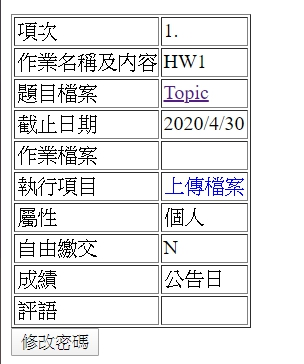 項次 1.
作業名稱及內容 HW1
題目檔案 Topic
截止日期 2020/4/30
作業檔案
執行項目 上傳檔案
屬性 個人
自由繳交 N
成績 公告日
評語
修改密碼